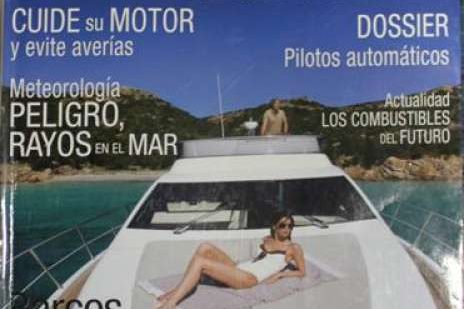 CUIDE su MOTOR
y evite averías
DOSSIER
Pilotos automáticos
Meteorología
PELIGRO,
RAYOS EN EL MAR
Actualidad
LOS COMBUSTIBLES
DEL FUTURO
Barcos